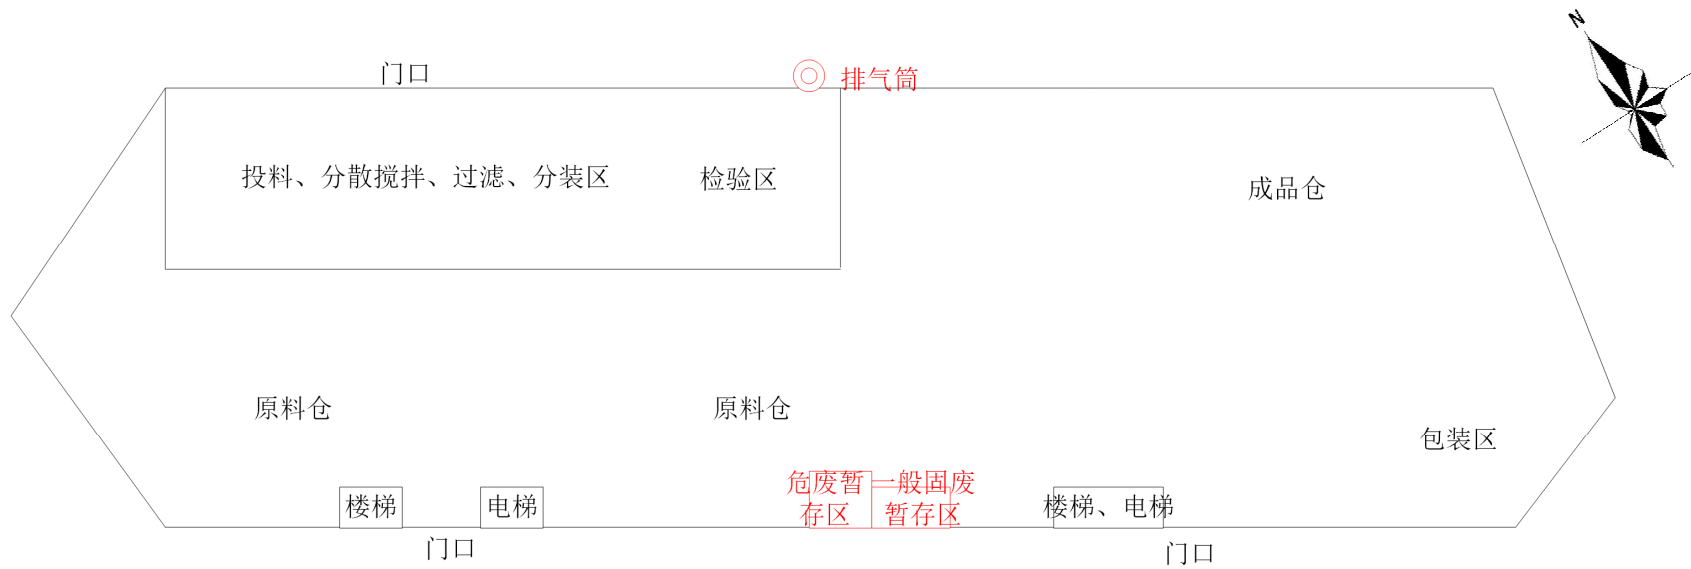 N
门口
排气筒
投料、分散搅拌、过滤、分装区
检验区
成品仓
原料仓
原料仓
包装区
楼梯
电梯
危废暂
存区
一般固废
暂存区
楼梯、电梯
门口
门口